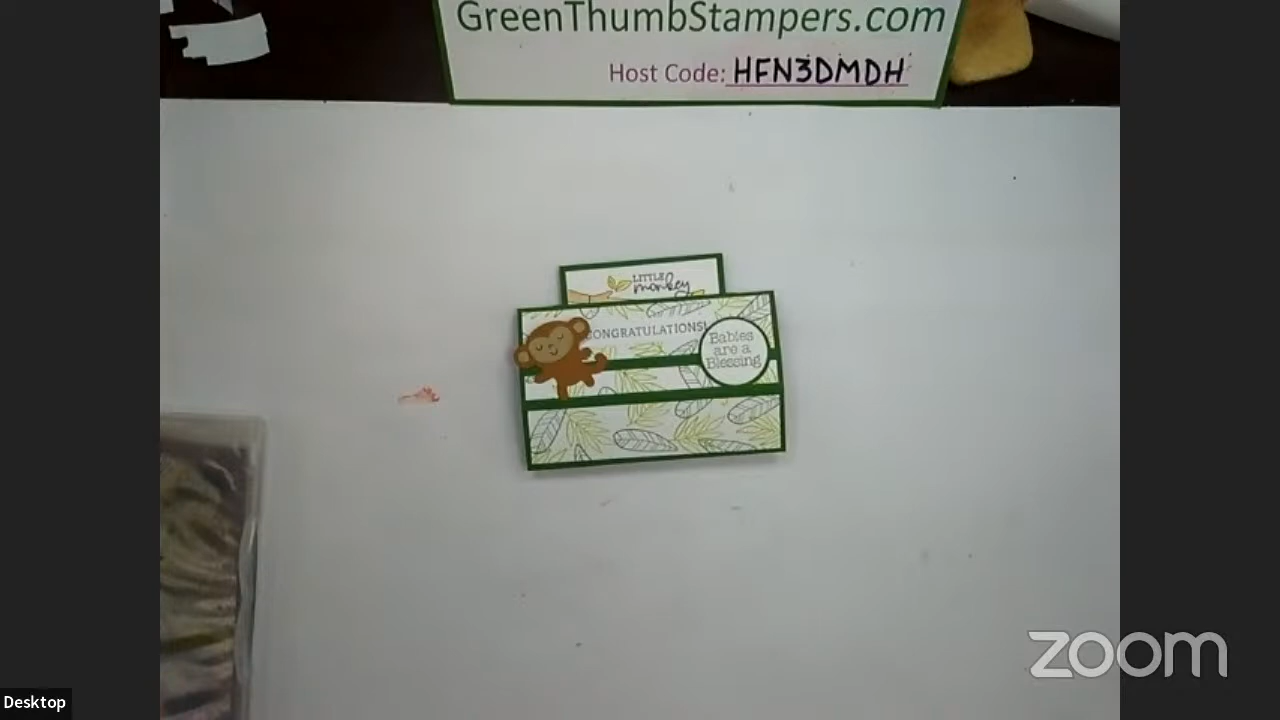 GreenThumbStampers.com
Host Code: HFN3DMDH
LITTLE
monkey
CONGRATULATIONS!
Babies
are a
Blessing
zoom
Desktop